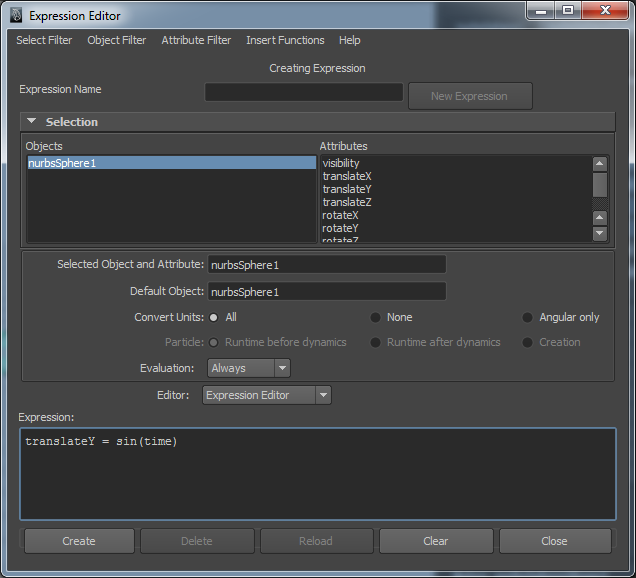 Expression Editor
Select Filter Object Filter Attribute Filter Insert Functions Help
Creating Expression
Expression Name New Expression
Selection
Objects Attributes
nurbsSphere1 visibility
translateX
translateY
translateZ
rotateX
rotateY
rotateZ
Selected Object and Attribute: nurbsSphere1
Default Object: nurbsSphere1
Convert Units: All None Angular only
Particle: Runtime before dynamics Runtime after dynamics Creation
Evaluation: Always
Editor: Expression Editor
Expression:
translateY = sin(time)
Create Delete Reload Clear Close